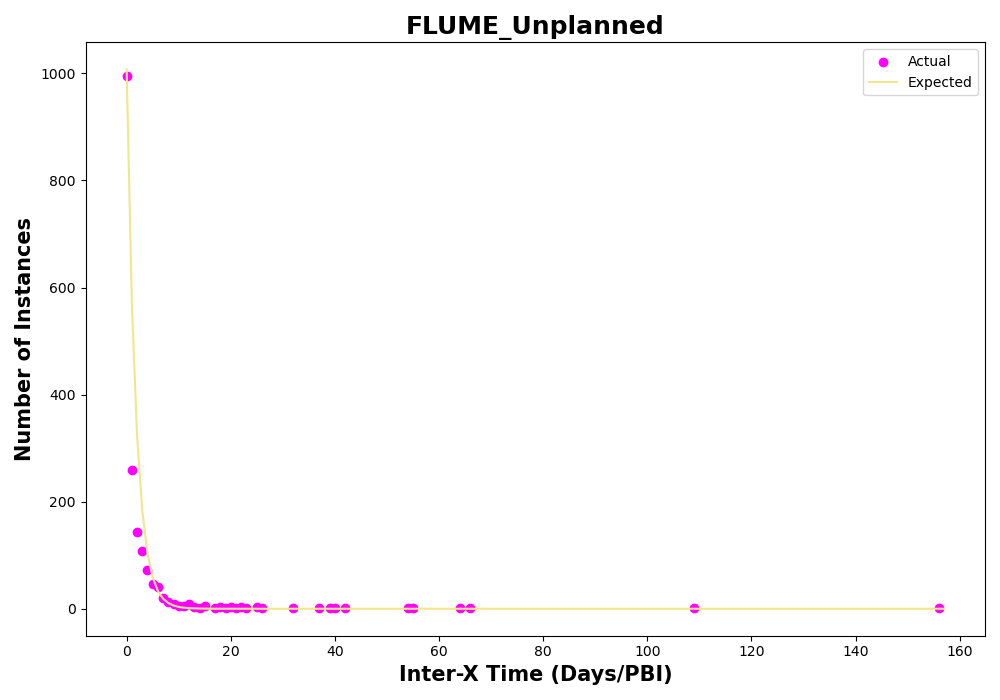 FLUME_Unplanned
Actual
Expected
Number of Instances
1000
800
600
400
200
0
0 20 40 60 80 100 120 140 160
Inter-X Time (Days/PBI)